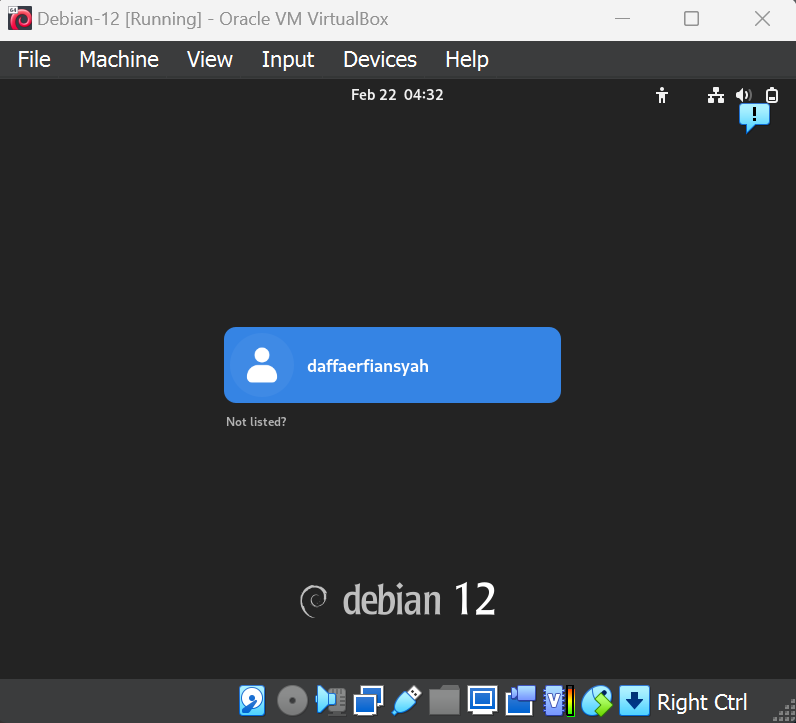 Debian-12 [Running] - Oracle VM VirtualBox
File Machine View Input Devices Help
Feb 22 04:32
!
daffaerfiansyah
Not listed?
debian 12
V
Right Ctrl